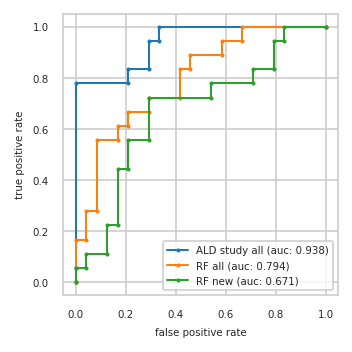 1.0
0.8
0.6
0.4
0.2
0.0
true positive rate
ALD study all (auc: 0.938)
RF all (auc: 0.794)
RF new (auc: 0.671)
0.0 0.2 0.4 0.6 0.8 1.0
false positive rate